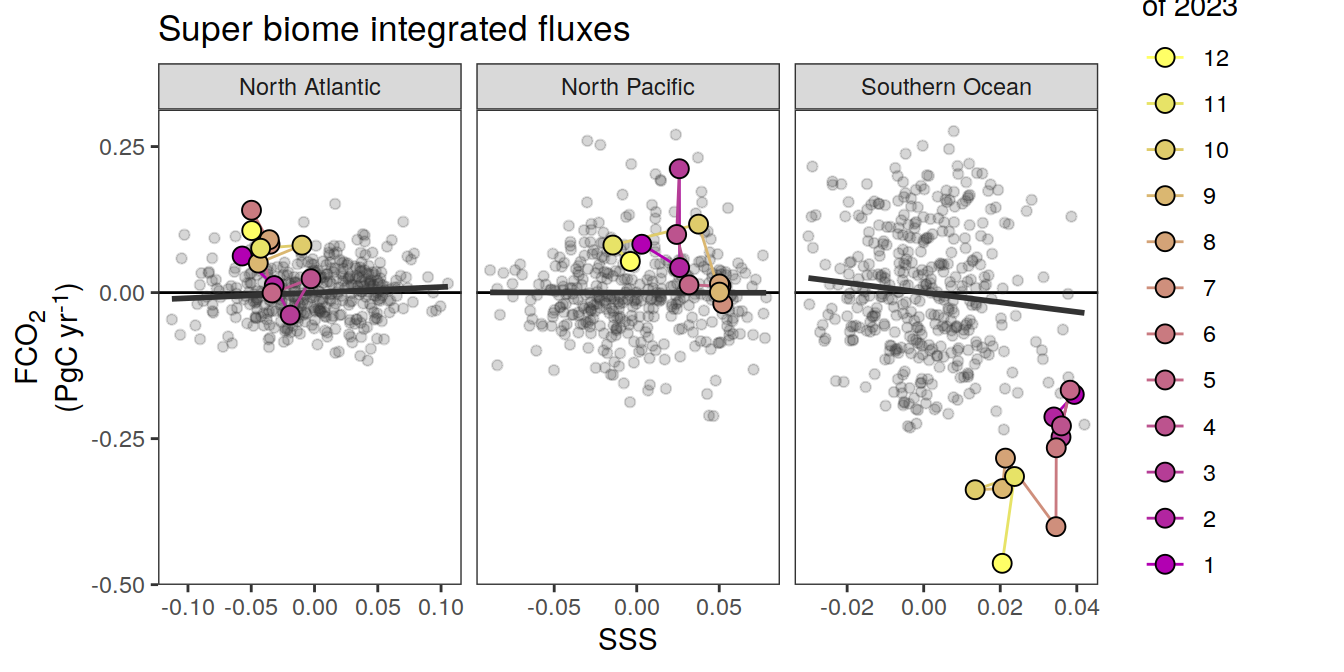 of 2023
Super biome integrated fluxes
North Atlantic North Pacific Southern Ocean
12
11
10
9
8
7
6
5
4
3
2
1
0.25
0.00
-0.25
-0.50
FCO₂
(PgC yr⁻¹)
-0.10 -0.05 0.00 0.05 0.10 -0.05 0.00 0.05 -0.02 0.00 0.02 0.04
SSS